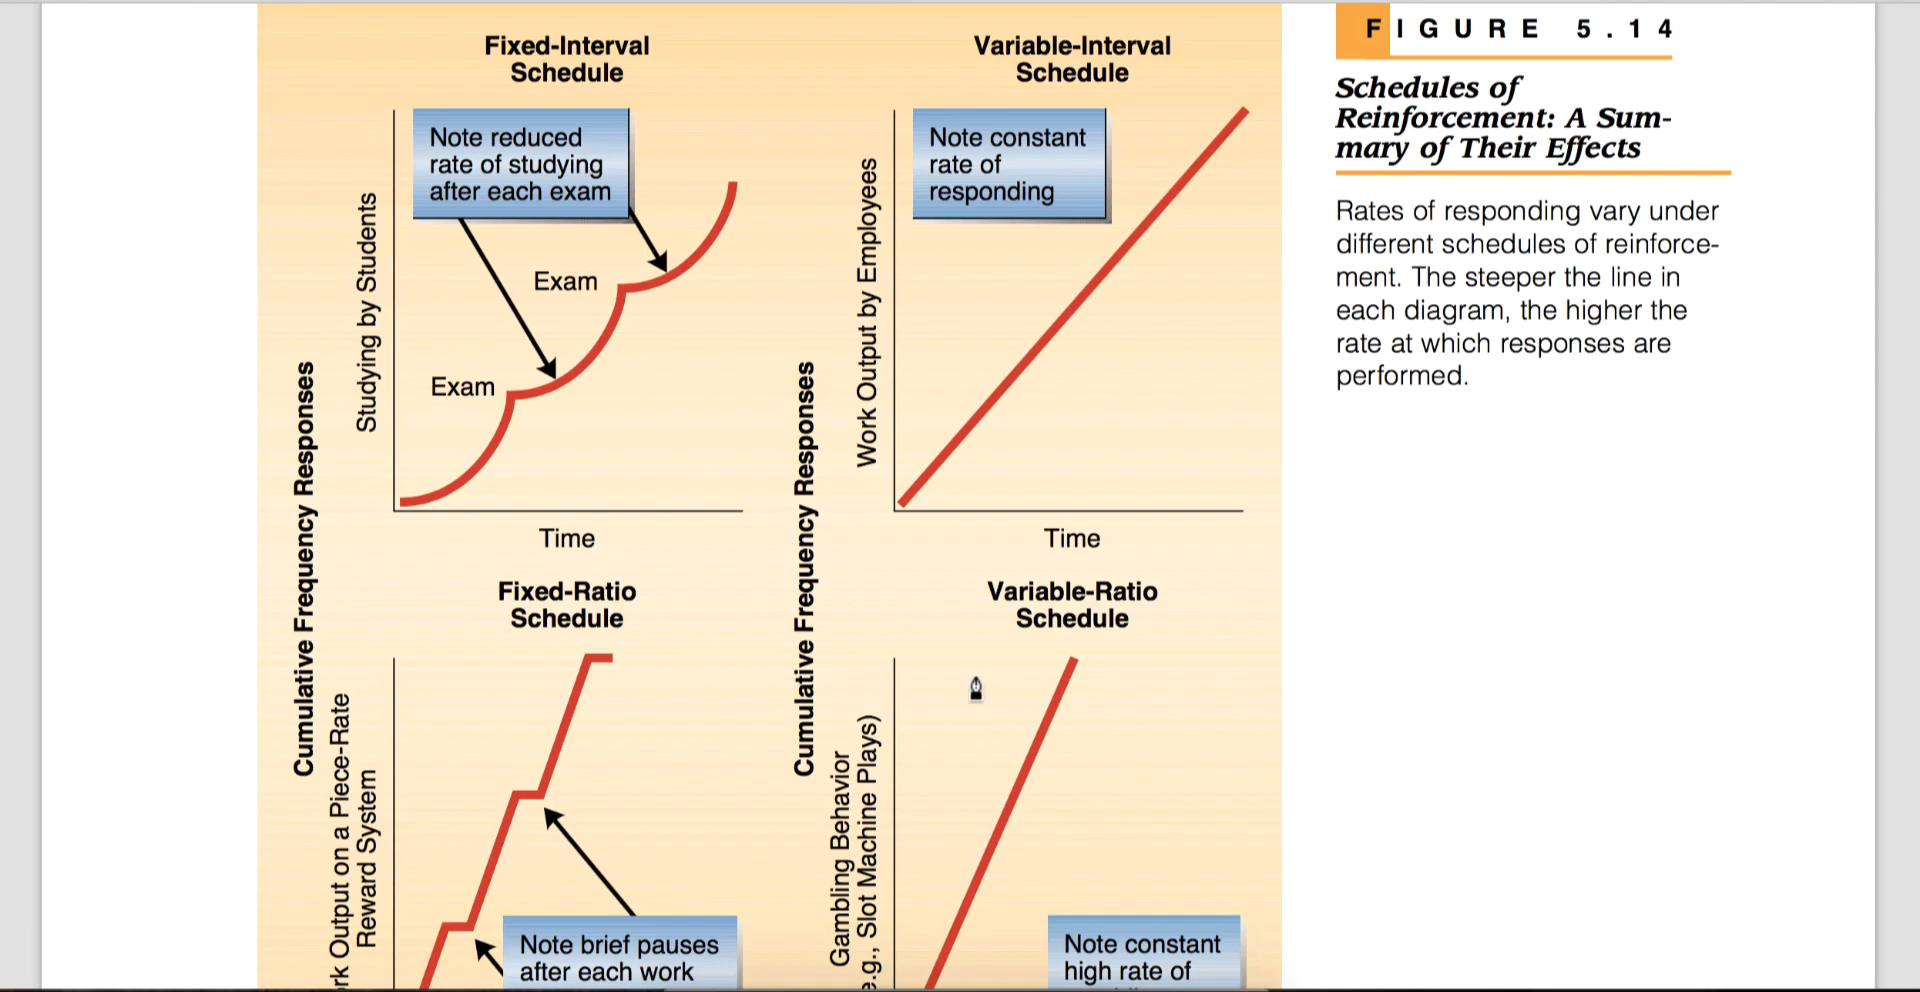 FIGURE 5.14
Schedules of
Reinforcement: A Sum-
mary of Their Effects
Rates of responding vary under
different schedules of reinforce-
ment. The steeper the line in
each diagram, the higher the
rate at which responses are
performed.
Fixed-Interval
Schedule
Note reduced
rate of studying
after each exam
Exam
Exam
Studying by Students
Time
Variable-Interval
Schedule
Note constant
rate of
responding
Work Output by Employees
Time
Cumulative Frequency Responses
Cumulative Frequency Responses
Fixed-Ratio
Schedule
rk Output on a Piece-Rate
Reward System
Note brief pauses
after each work
Variable-Ratio
Schedule
Gambling Behavior
e.g., Slot Machine Plays)
Note constant
high rate of